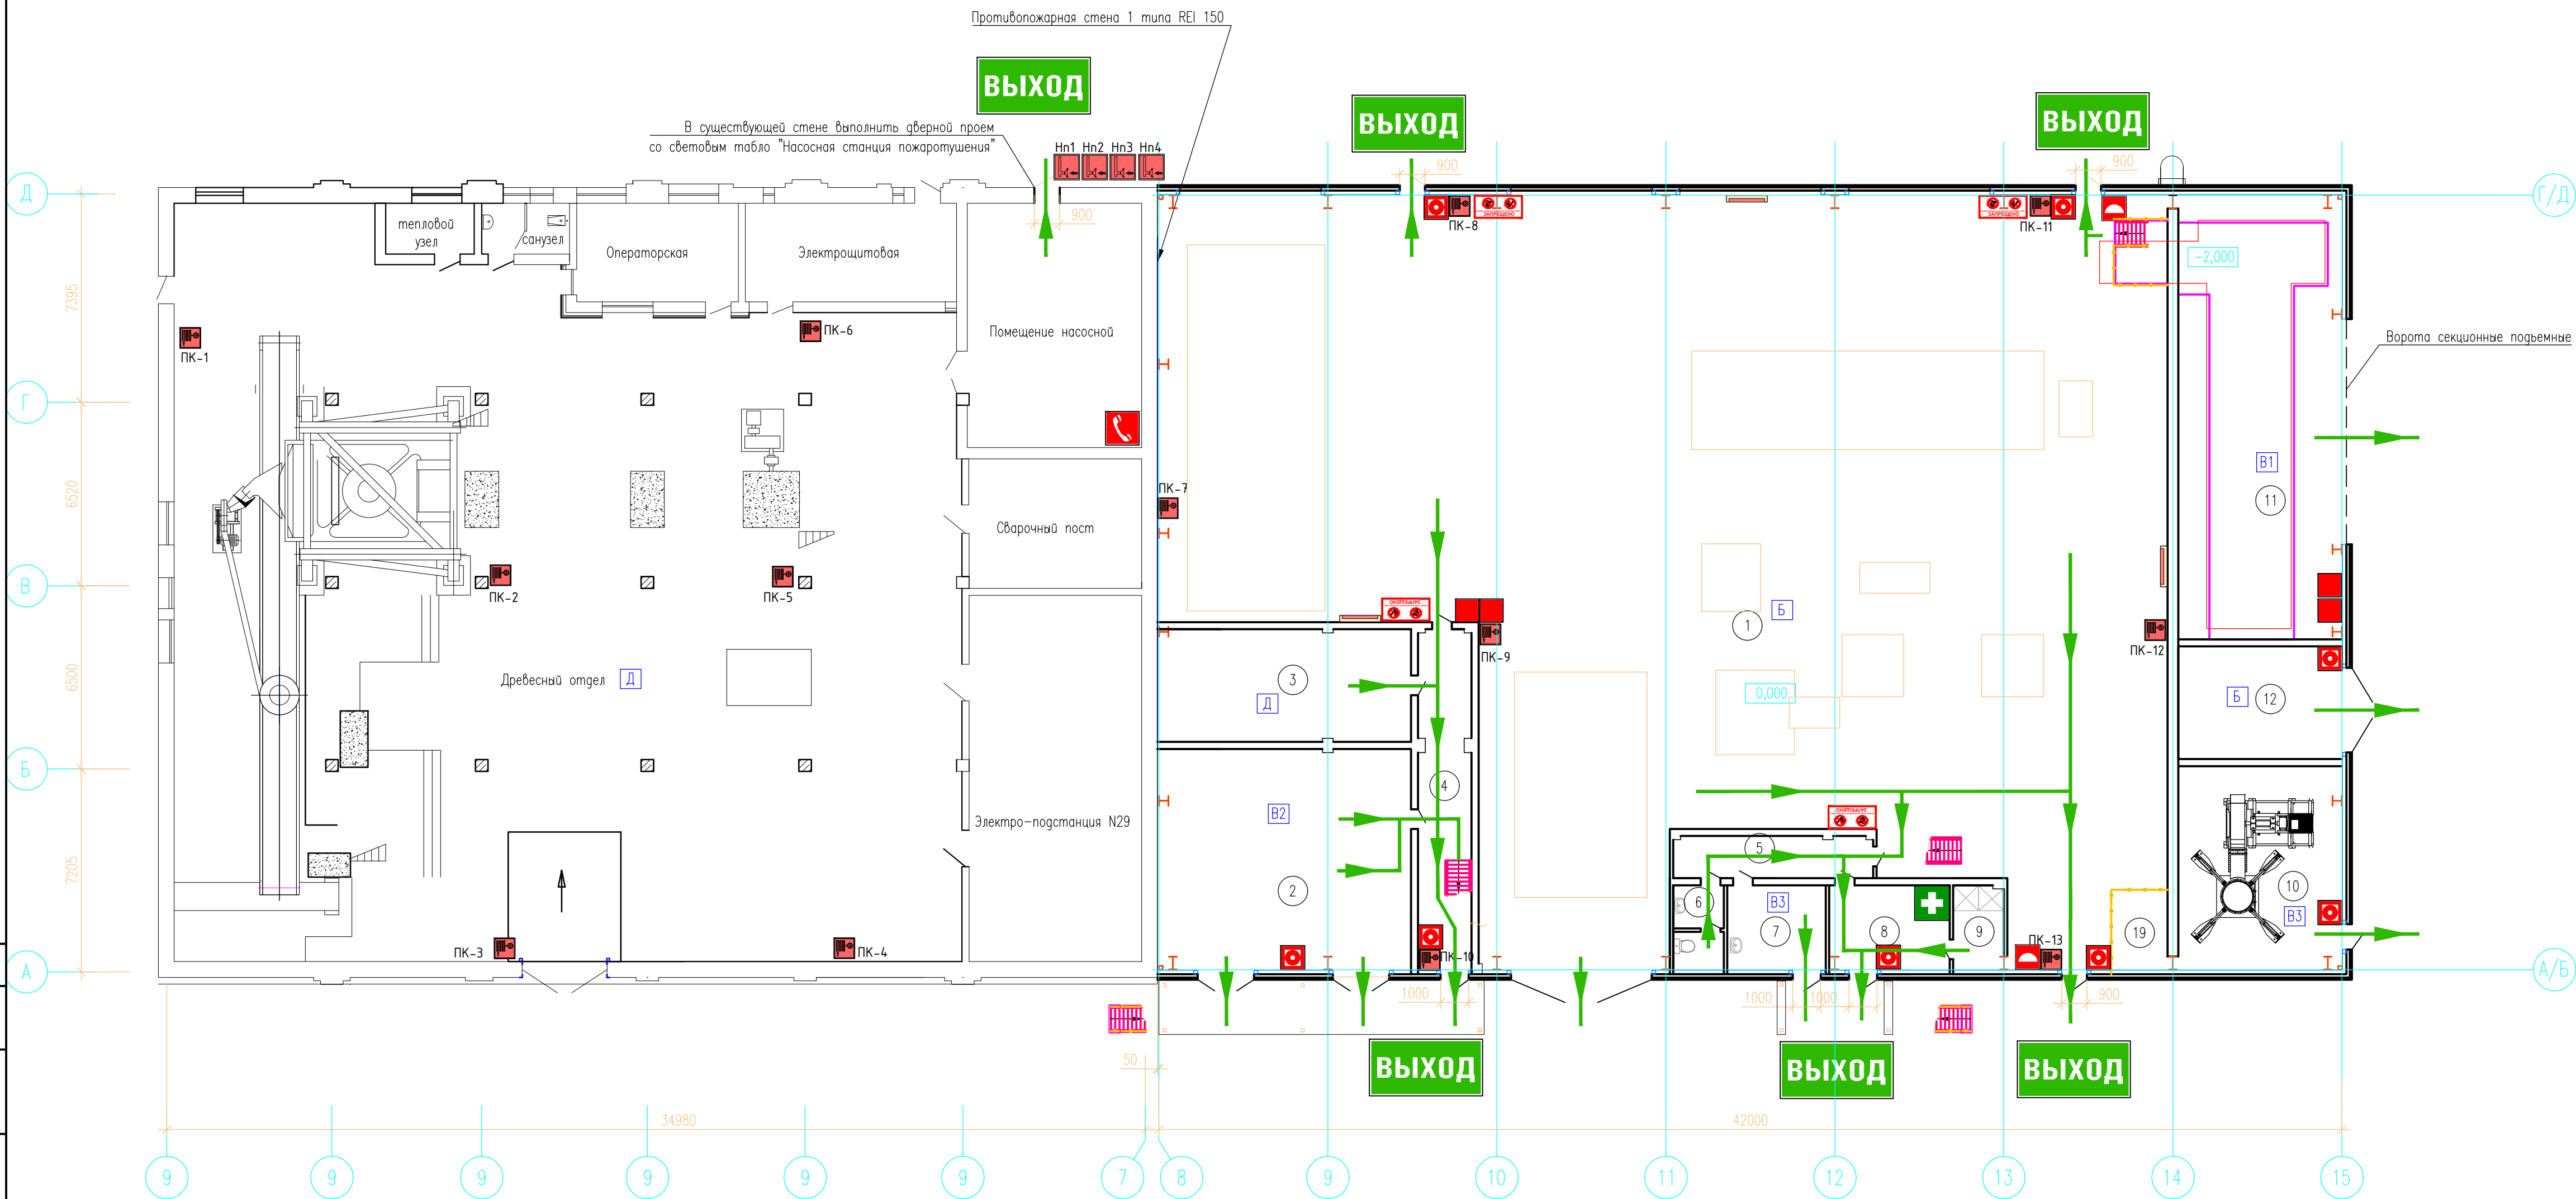 Противопожарная стена 1 типа REI 150
ВЫХОД
ВЫХОД
ВЫХОД
В существующей стене выполнить дверной проем
со световым табло "Насосная станция пожаротушения"
Нп1 Нп2 Нп3 Нп4
900
900
900
Д
Г/Д
тепловой
узел
санузел
Операторская
Электрощитовая
ПК-8
ЗАПРЕЩЕНО
ЗАПРЕЩЕНО
ПК-11
-2,000
7395
ПК-1
ПК-6
Помещение насосной
Ворота секционные подъемные
Г
6520
ПК-7
Сварочный пост
В1
11
В
ПК-2
ПК-5
ЗАПРЕЩЕНО
ПК-9
1
Б
ПК-12
6500
Древесный отдел
Д
3
Д
0,000
Б
12
Б
4
В2
ЗАПРЕЩЕНО
Электро-подстанция N29
5
7205
2
6
В3
7
8
9
19
10
В3
ПК-3
ПК-4
ПК-10
ПК-13
А
А/Б
1000
1000
1000
900
50
ВЫХОД
ВЫХОД
ВЫХОД
34980
42000
9
9
9
9
9
9
7
8
9
10
11
12
13
14
15